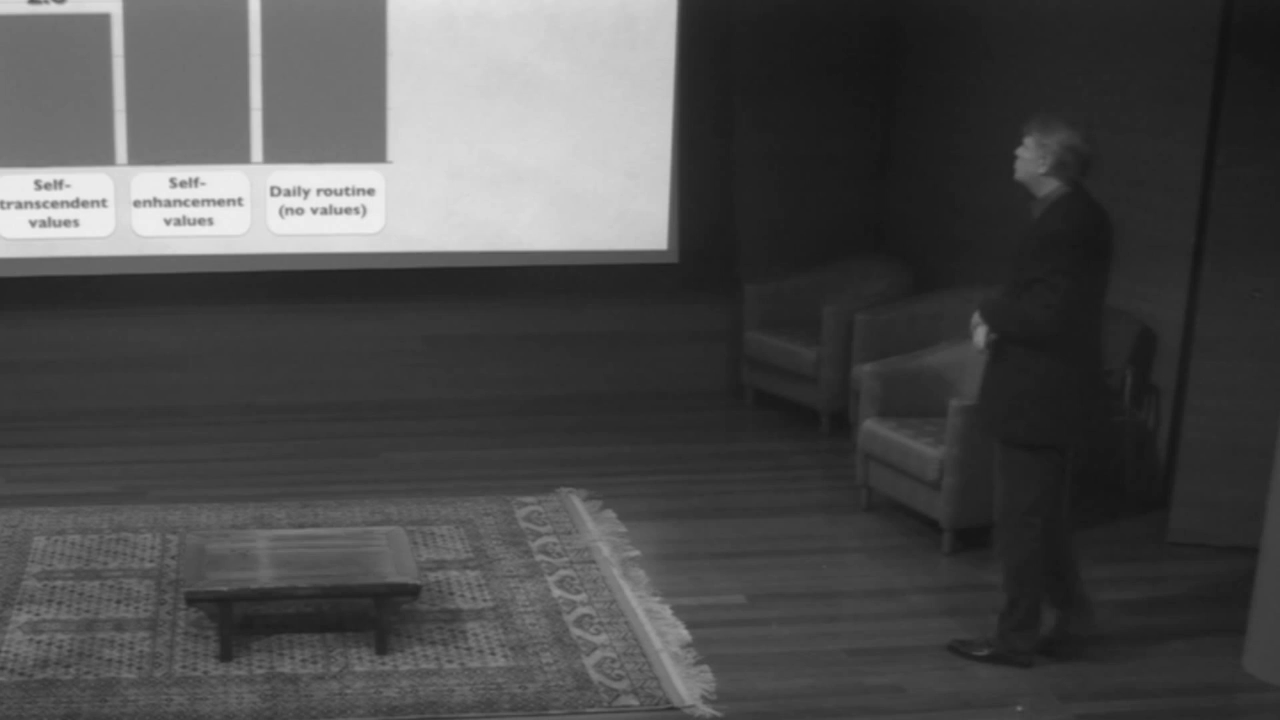 Self-
transcendent
values
Self-
enhancement
values
Daily routine
(no values)